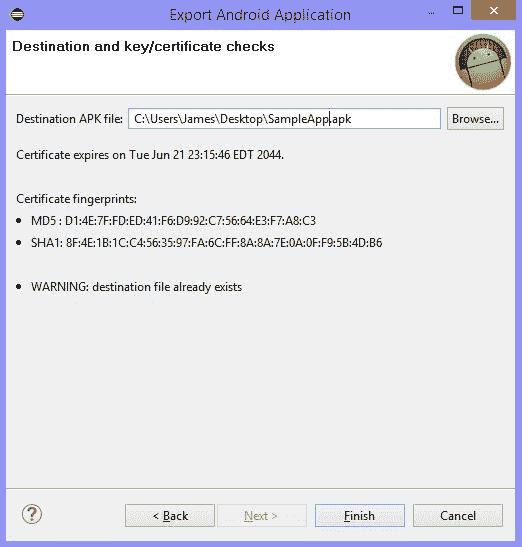 Export Android Application
Destination and key/certificate checks
Destination APK file: C:\Users\James\Desktop\SampleApp.apk Browse...
Certificate expires on Tue Jun 21 23:15:46 EDT 2044.
Certificate fingerprints:
MD5 : D1:4E:7F:FD:ED:41:F6:D9:92:C7:56:64:E3:F7:A8:C3
SHA1: 8F:4E:1B:1C:C4:56:35:97:FA:6C:FF:8A:8A:7E:0A:0F:F9:5B:4D:B6
WARNING: destination file already exists
< Back Next > Finish Cancel